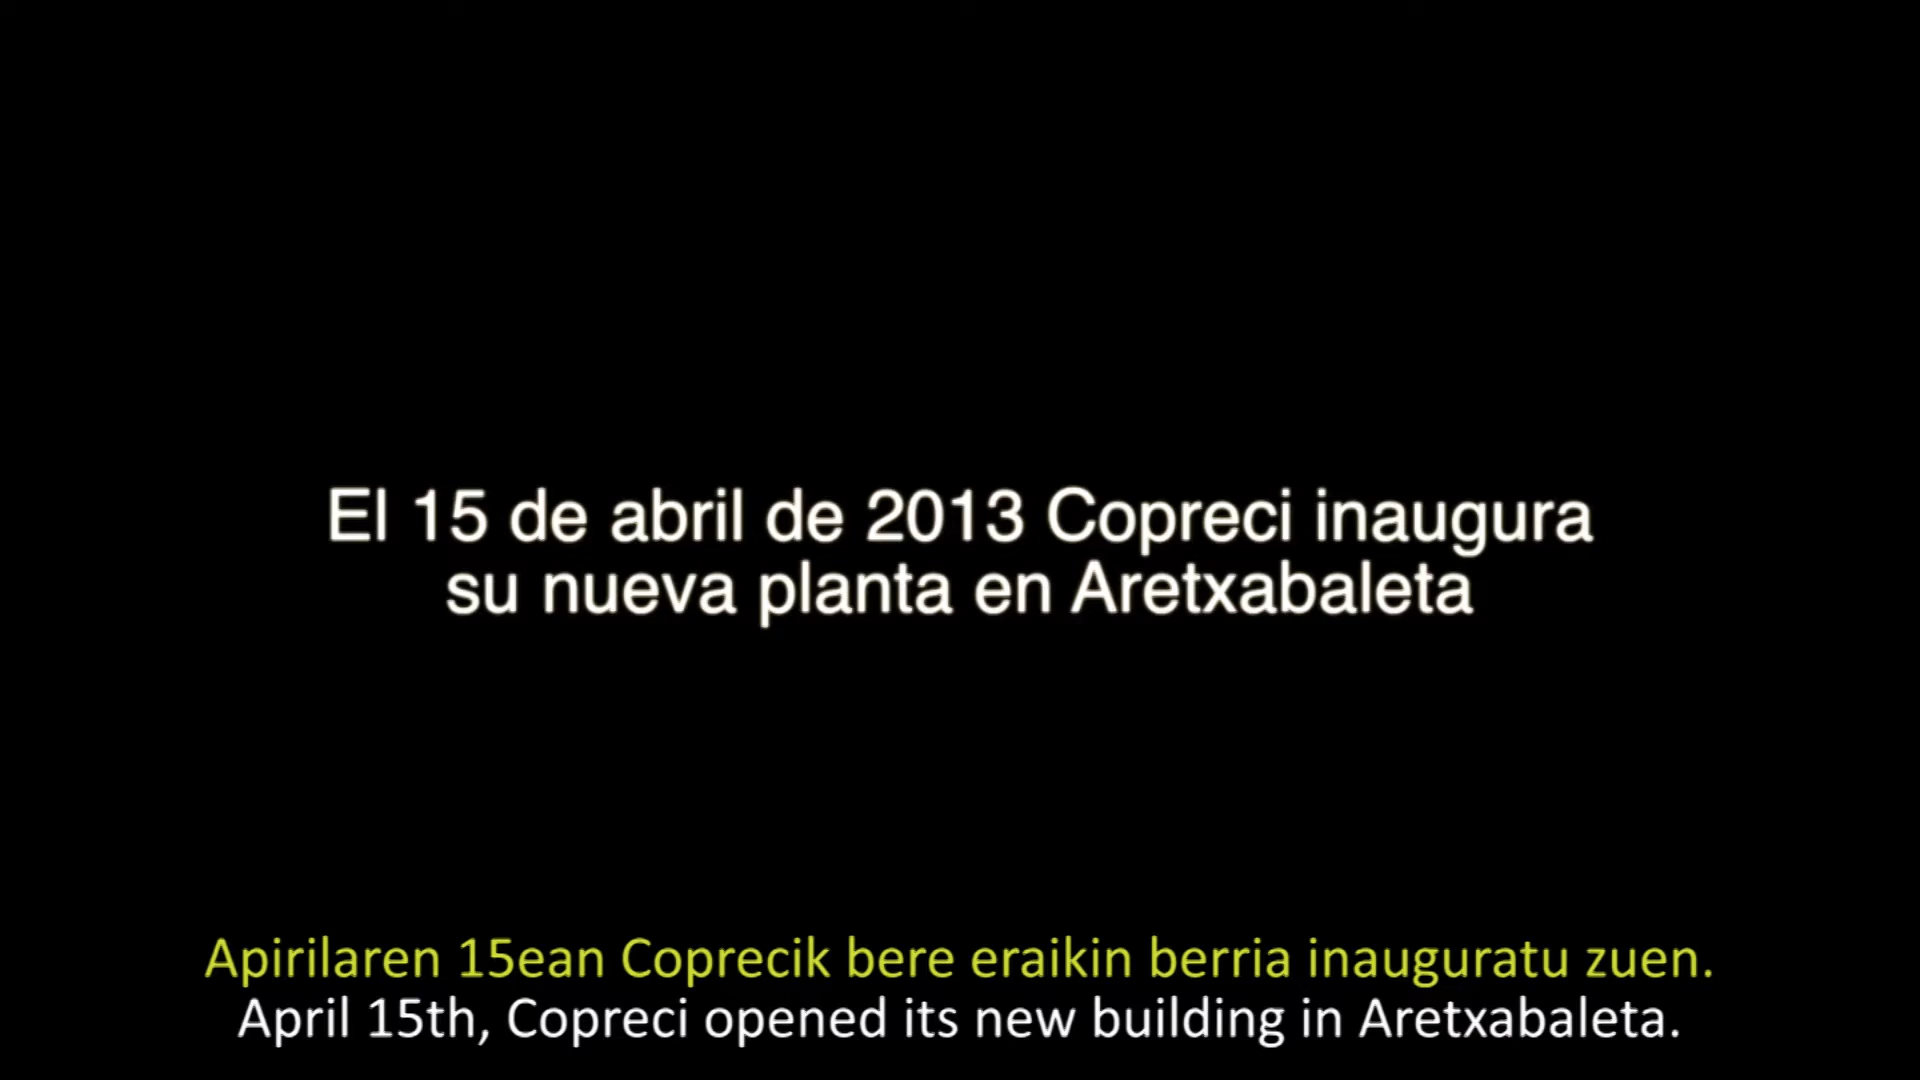 El 15 de abril de 2013 Copreci inaugura
su nueva planta en Aretxabaleta
Apirilaren 15ean Coprecik bere eraikin berria inauguratu zuen.
April 15th, Copreci opened its new building in Aretxabaleta.